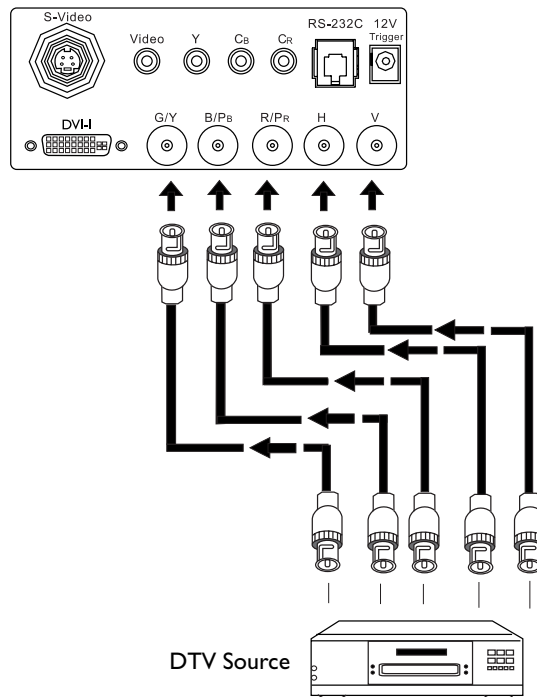 S-Video
Video Y CB CR RS-232C 12V
Trigger
DVI-I
G/Y B/PB R/PR H V
DTV Source